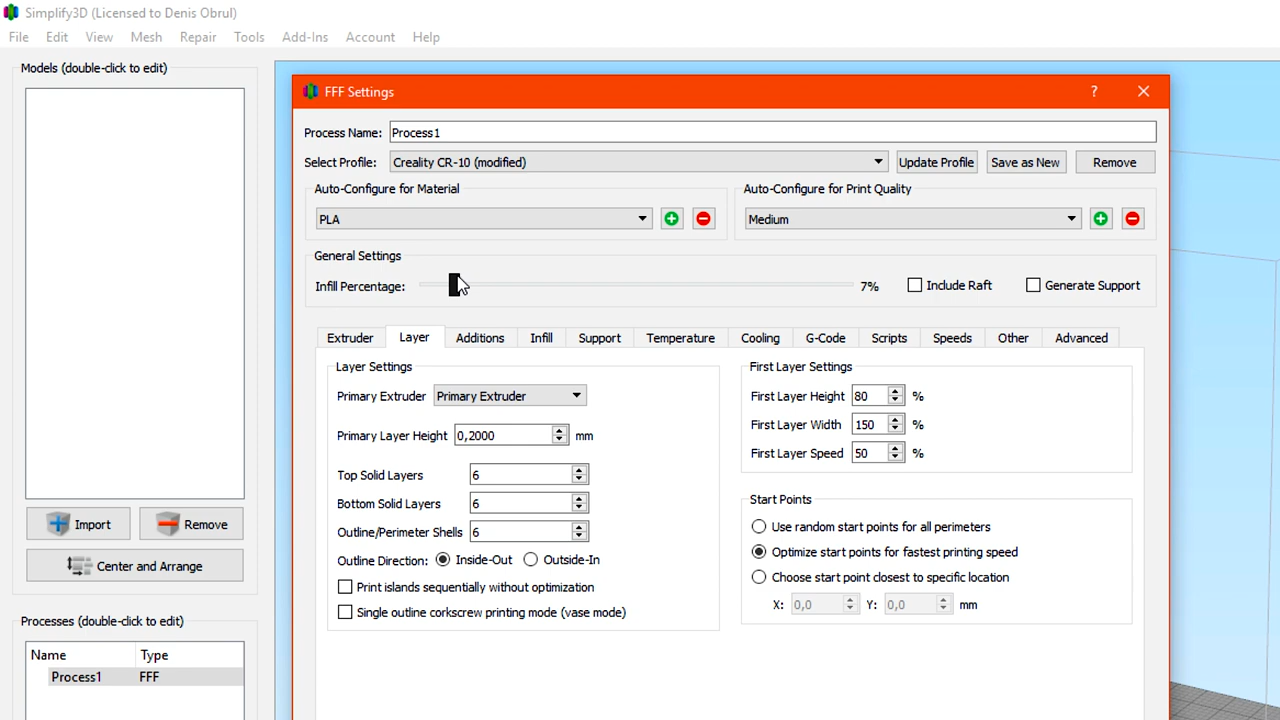 Simplify3D (Licensed to Denis Obrul)
File Edit View Mesh Repair Tools Add-Ins Account Help
Models (double-click to edit)
Import Remove
Center and Arrange
Processes (double-click to edit)
Name Type
Process1 FFF
FFF Settings ?
Process Name: Process1
Select Profile: Creality CR-10 (modified) Update Profile Save as New Remove
Auto-Configure for Material
PLA
Auto-Configure for Print Quality
Medium
General Settings
Infill Percentage: 7% Include Raft Generate Support
Extruder Layer Additions Infill Support Temperature Cooling G-Code Scripts Speeds Other Advanced
Layer Settings
Primary Extruder Primary Extruder
Primary Layer Height 0,2000 mm
Top Solid Layers 6
Bottom Solid Layers 6
Outline/Perimeter Shells 6
Outline Direction: Inside-Out Outside-In
Print islands sequentially without optimization
Single outline corkscrew printing mode (vase mode)
First Layer Settings
First Layer Height 80 %
First Layer Width 150 %
First Layer Speed 50 %
Start Points
Use random start points for all perimeters
Optimize start points for fastest printing speed
Choose start point closest to specific location
X: 0,0 Y: 0,0 mm